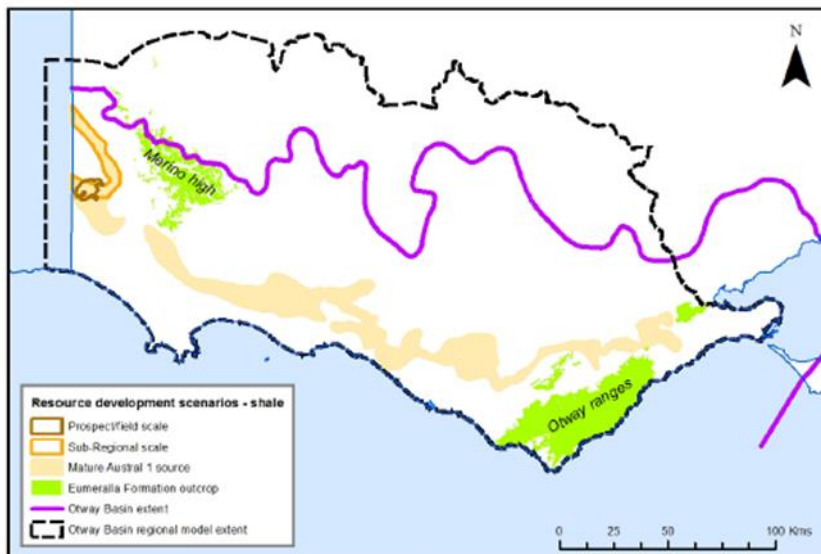 N
Merino high
Otway ranges
Resource development scenarios - shale
Prospect/field scale
Sub-Regional scale
Mature Austral 1 source
Eumeralla Formation outcrop
Otway Basin extent
Otway Basin regional model extent
0 25 50 100 Kms